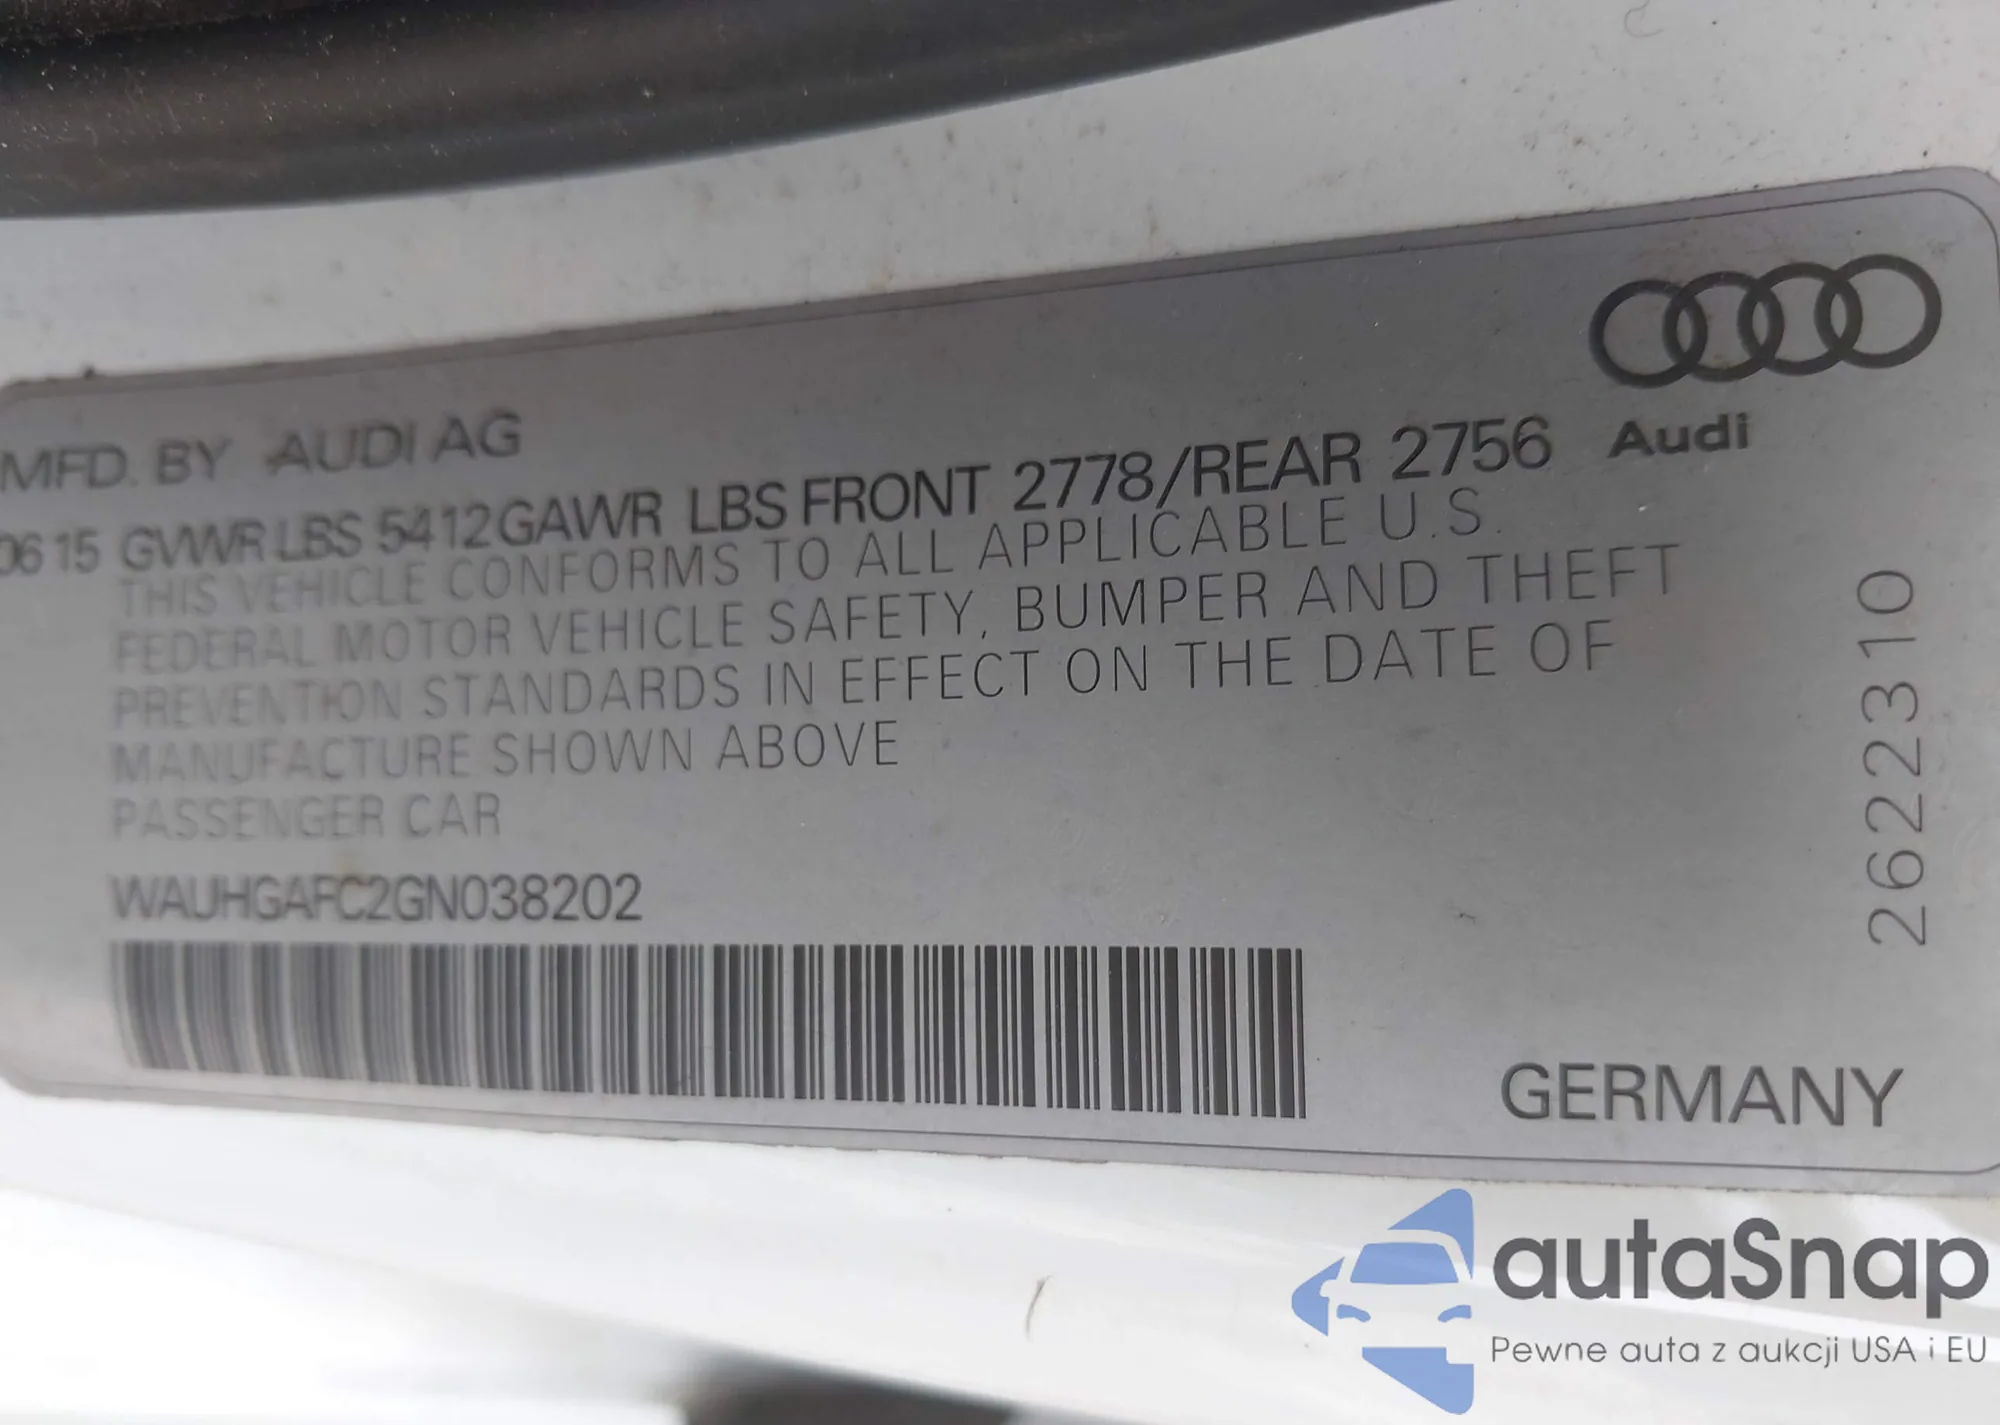 MFD. BY AUDI AG
0615 GVWR LBS 5412 GAWR LBS FRONT 2778/REAR 2756
Audi
THIS VEHICLE CONFORMS TO ALL APPLICABLE U.S.
FEDERAL MOTOR VEHICLE SAFETY, BUMPER AND THEFT
PREVENTION STANDARDS IN EFFECT ON THE DATE OF
MANUFACTURE SHOWN ABOVE
PASSENGER CAR
WAUHGAFC2GN038202
2622310
GERMANY
autaSnap
Pewne auta z aukcji USA i EU